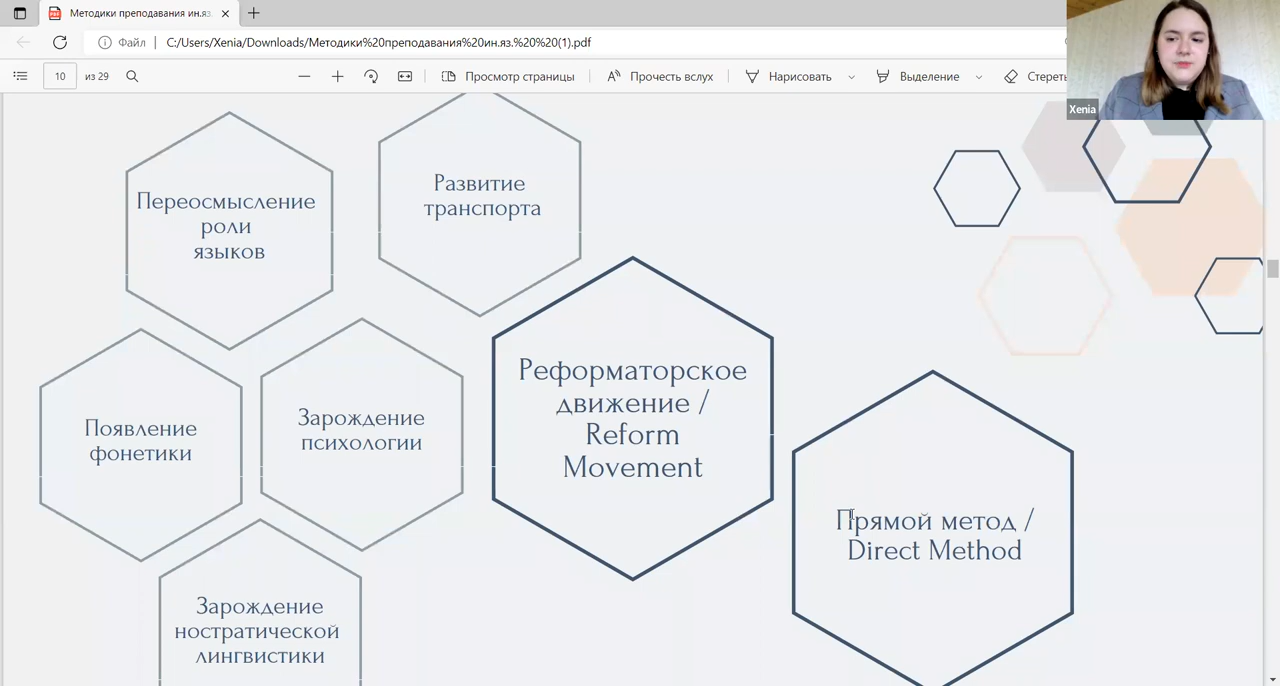 Методики преподавания ин.яз.
Файл
C:/Users/Xenia/Downloads/Методики%20преподавания%20ин.яз.%20%20(1).pdf
10
из 29
Просмотр страницы
Прочесть вслух
Нарисовать
Выделение
Стереть
Xenia
Переосмысление
роли
языков
Развитие
транспорта
Появление
фонетики
Зарождение
психологии
Реформаторское
движение /
Reform
Movement
Прямой метод /
Direct Method
Зарождение
ностратической
лингвистики